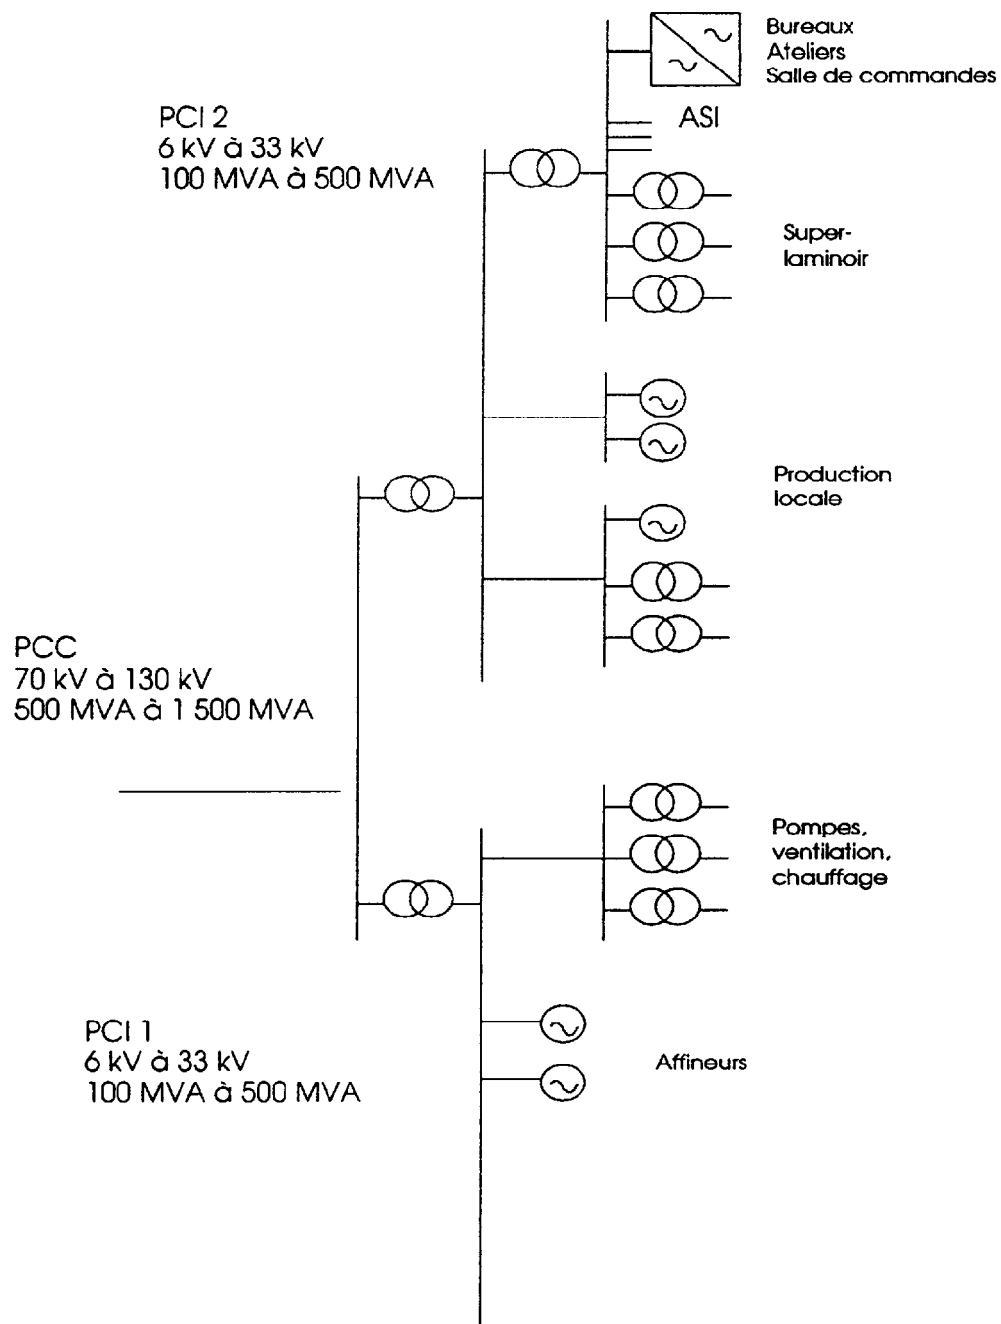 Bureaux
Ateliers
Salle de commandes
ASI
PCI 2
6 kV à 33 kV
100 MVA à 500 MVA
Super-
laminoir
Production
locale
PCC
70 kV à 130 kV
500 MVA à 1 500 MVA
Pompes,
ventilation,
chauffage
PCI 1
6 kV à 33 kV
100 MVA à 500 MVA
Affineurs